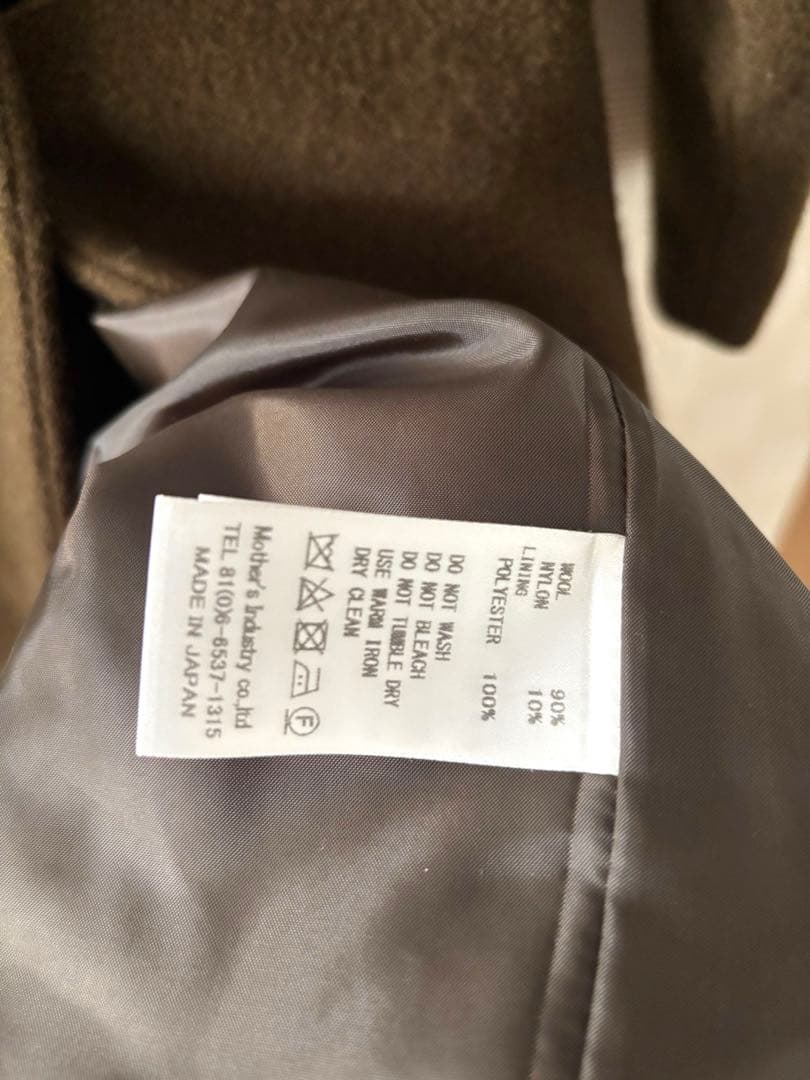 WOOL 90%
NYLON 10%
LINING
POLYESTER 100%
DO NOT WASH
DO NOT BLEACH
DO NOT TUMBLE DRY
USE WARM IRON
DRY CLEAN
F
Mother's Industry co.,ltd
TEL 81(0)6-6537-1315
MADE IN JAPAN